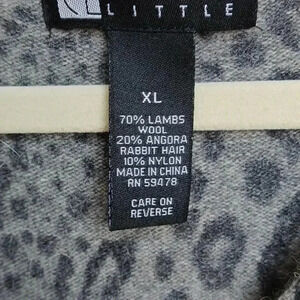 LITTLE
XL
70% LAMBS
WOOL
20% ANGORA
RABBIT HAIR
10% NYLON
MADE IN CHINA
RN 59478
CARE ON
REVERSE